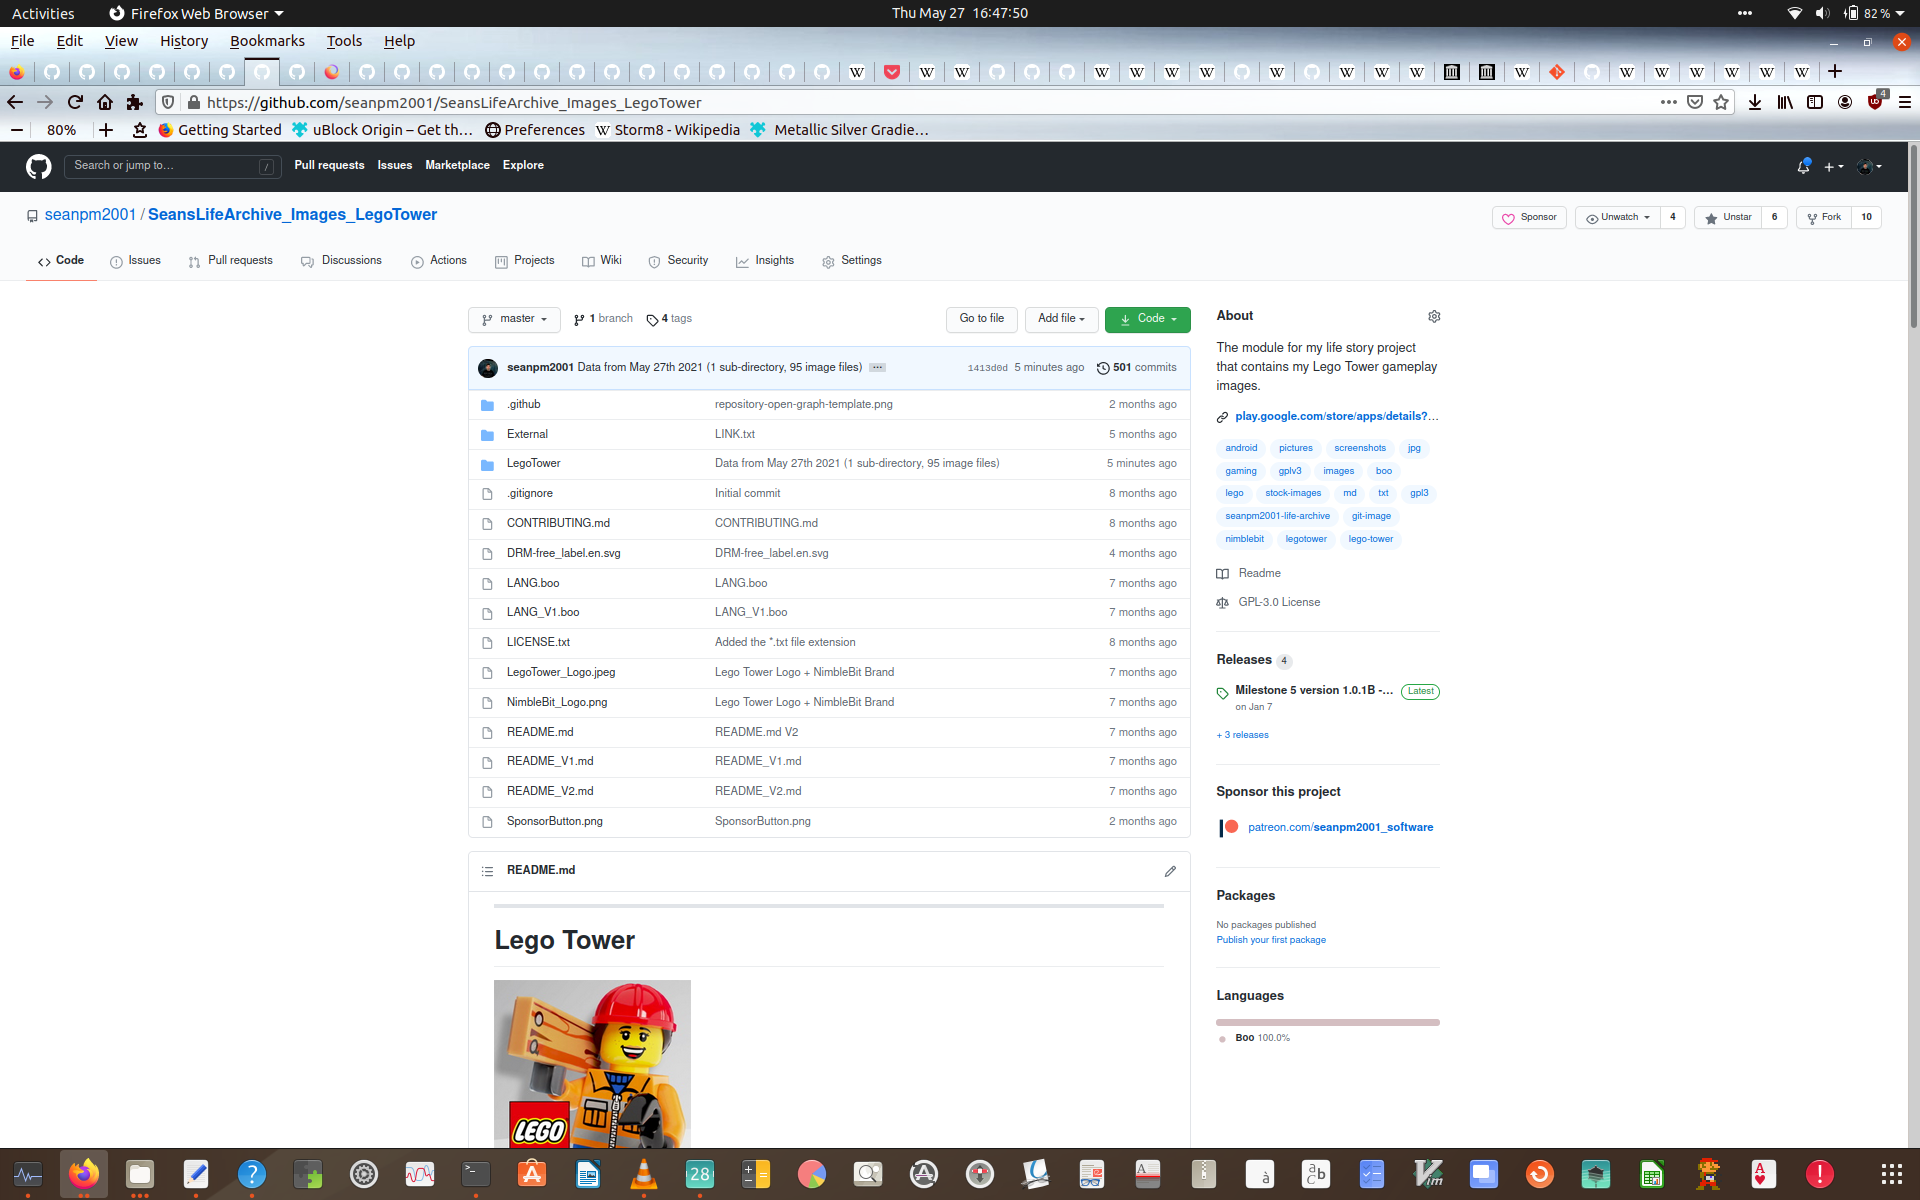 Activities Firefox Web Browser Thu May 27 16:47:50 82 %
File Edit View History Bookmarks Tools Help
https://github.com/seanpm2001/SeansLifeArchive_Images_LegoTower 4
80% Getting Started uBlock Origin – Get th… Preferences Storm8 - Wikipedia Metallic Silver Gradie…
Search or jump to… / Pull requests Issues Marketplace Explore
seanpm2001 / SeansLifeArchive_Images_LegoTower Sponsor Unwatch 4 Unstar 6 Fork 10
Code Issues Pull requests Discussions Actions Projects Wiki Security Insights Settings
master 1 branch 4 tags Go to file Add file Code
seanpm2001 Data from May 27th 2021 (1 sub-directory, 95 image files) ... 1413d0d 5 minutes ago 501 commits
.github repository-open-graph-template.png 2 months ago
External LINK.txt 5 months ago
LegoTower Data from May 27th 2021 (1 sub-directory, 95 image files) 5 minutes ago
.gitignore Initial commit 8 months ago
CONTRIBUTING.md CONTRIBUTING.md 8 months ago
DRM-free_label.en.svg DRM-free_label.en.svg 4 months ago
LANG.boo LANG.boo 7 months ago
LANG_V1.boo LANG_V1.boo 7 months ago
LICENSE.txt Added the *.txt file extension 8 months ago
LegoTower_Logo.jpeg Lego Tower Logo + NimbleBit Brand 7 months ago
NimbleBit_Logo.png Lego Tower Logo + NimbleBit Brand 7 months ago
README.md README.md V2 7 months ago
README_V1.md README_V1.md 7 months ago
README_V2.md README_V2.md 7 months ago
SponsorButton.png SponsorButton.png 2 months ago
README.md
Lego Tower
LEGO
About
The module for my life story project
that contains my Lego Tower gameplay
images.
play.google.com/store/apps/details?…
android pictures screenshots jpg
gaming gplv3 images boo
lego stock-images md txt gpl3
seanpm2001-life-archive git-image
nimblebit legotower lego-tower
Readme
GPL-3.0 License
Releases 4
Milestone 5 version 1.0.1B -… Latest
on Jan 7
+ 3 releases
Sponsor this project
patreon.com/seanpm2001_software
Packages
No packages published
Publish your first package
Languages
Boo 100.0%
28